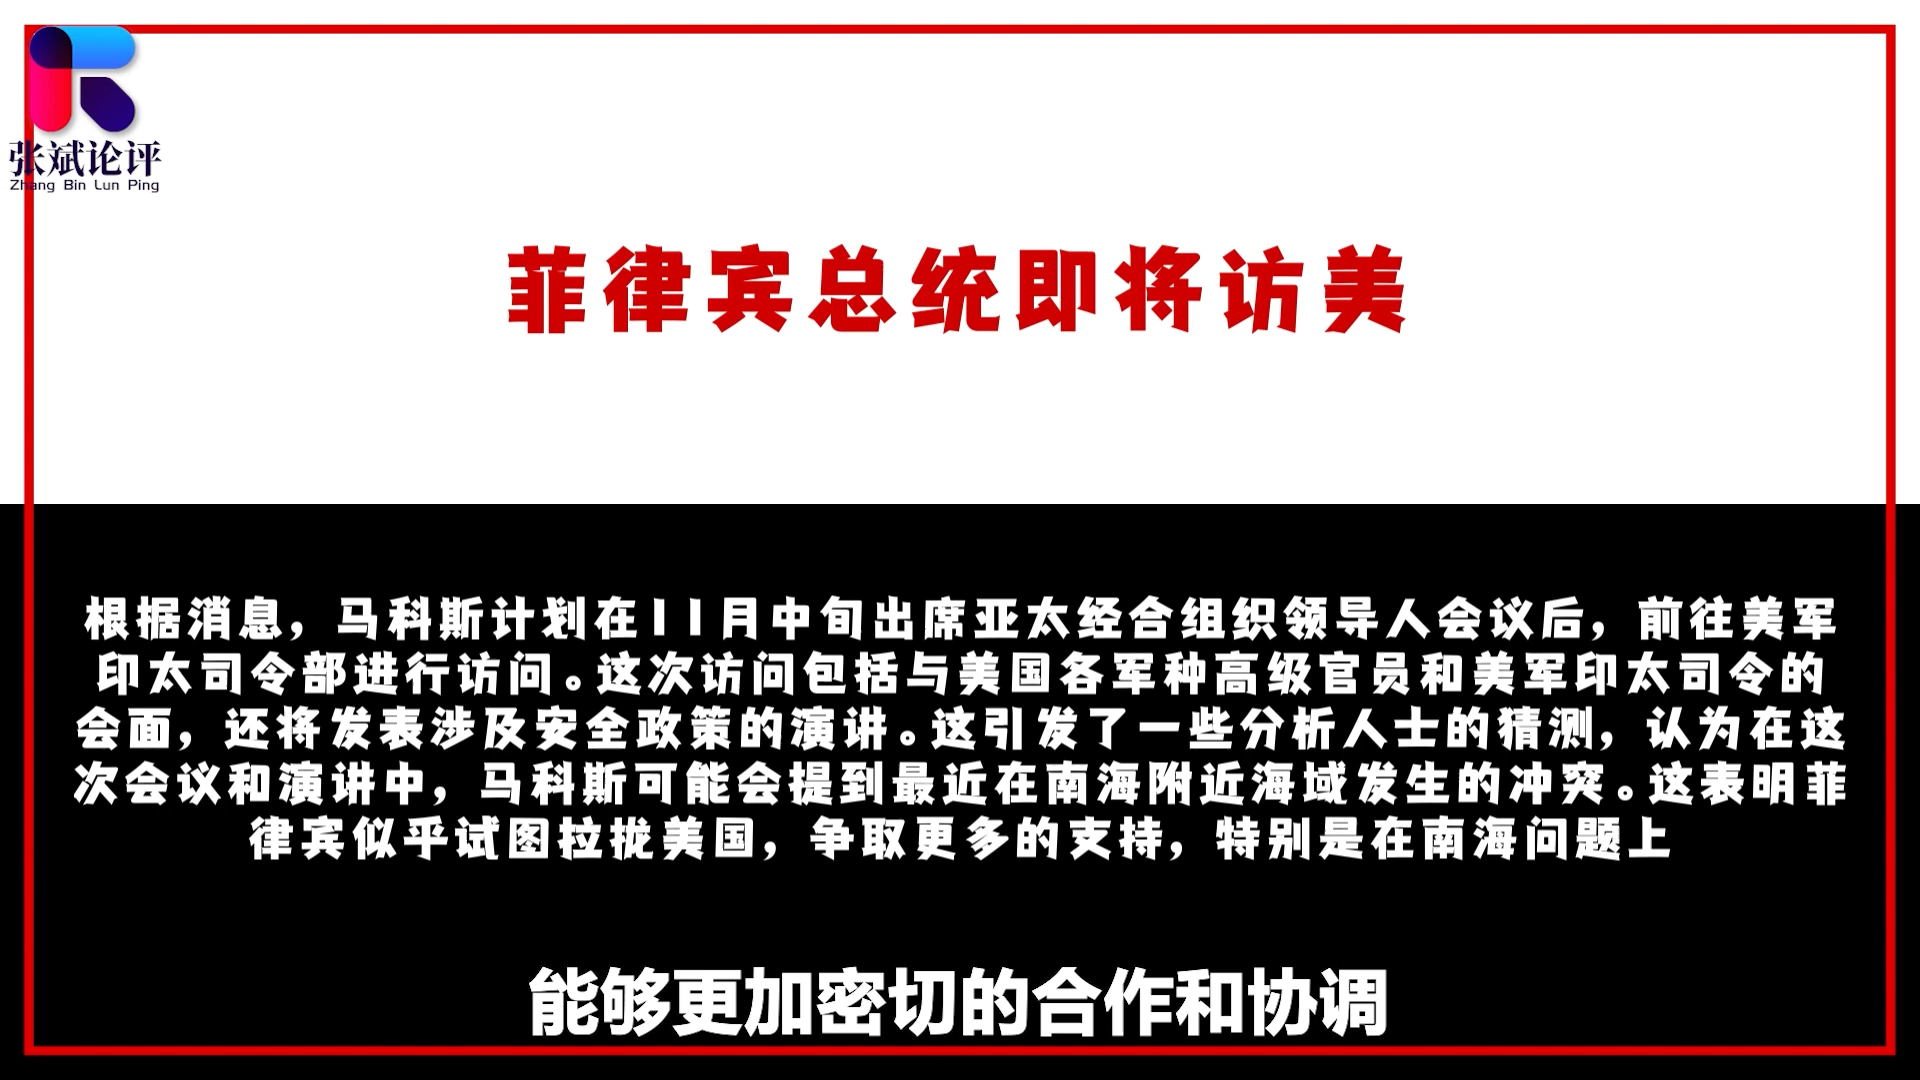 张斌论评
Zhang Bin Lun Ping
菲律宾总统即将访美
根据消息，马科斯计划在11月中旬出席亚太经合组织领导人会议后，前往美军
印太司令部进行访问。这次访问包括与美国各军种高级官员和美军印太司令的
会面，还将发表涉及安全政策的演讲。这引发了一些分析人士的猜测，认为在这
次会议和演讲中，马科斯可能会提到最近在南海附近海域发生的冲突。这表明菲
律宾似乎试图拉拢美国，争取更多的支持，特别是在南海问题上
能够更加密切的合作和协调